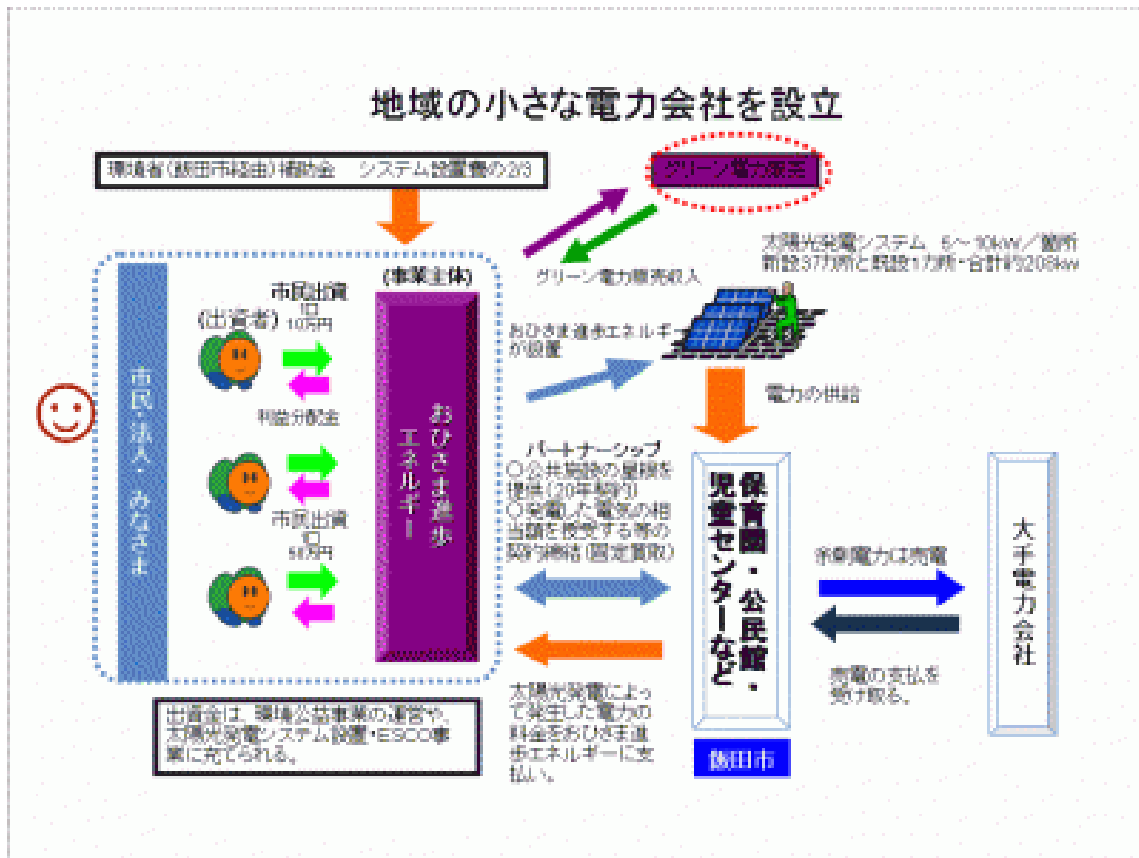 地域の小さな電力会社を設立
環境省(飯田市経由)補助金 システム設置費の2/3
グリーン電力販売
太陽光発電システム 5~10kW/箇所
新設37カ所と既設1カ所・合計約208kw
グリーン電力販売収入
(事業主体)
市民出資
1口
10万円
(出資者)
おひさま進歩エネルギー
が設置
電力の供給
市民・法人・みなさま
利益分配金
おひさま進歩
エネルギー
パートナーシップ
○公共施設の屋根を
提供(20年契約)
○発電した電気の相
当額を授受する等の
契約締結(固定買取)
保育園・公民館・
児童センターなど
大手電力会社
市民出資
1口
50万円
余剰電力は売電
売電の支払を
受け取る。
太陽光発電によっ
て発生した電力の
料金をおひさま進
歩エネルギーに支
払い。
出資金は、環境公益事業の運営や、
太陽光発電システム設置・ESCO事
業に充てられる。
飯田市